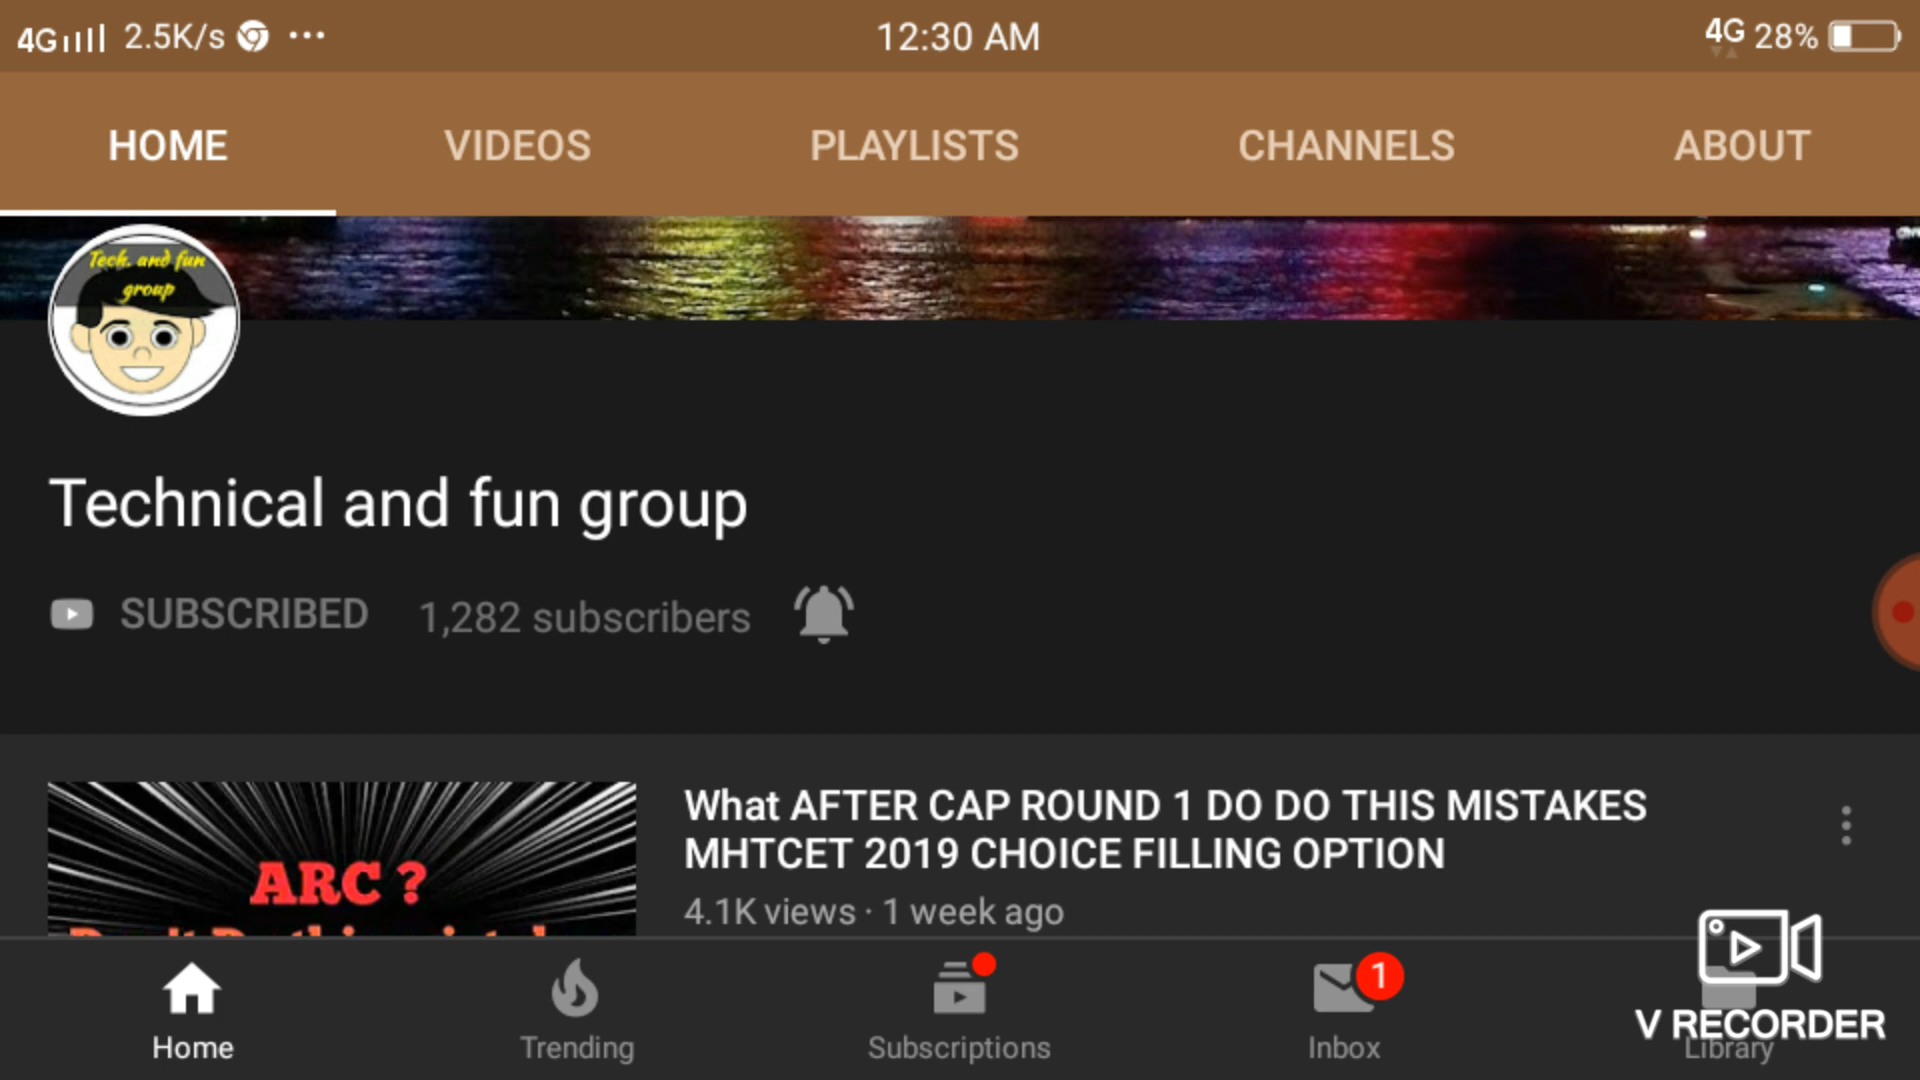 4G 2.5K/s 12:30 AM 4G 28%
HOME VIDEOS PLAYLISTS CHANNELS ABOUT
Tech. and fun
group
Technical and fun group
SUBSCRIBED 1,282 subscribers
What AFTER CAP ROUND 1 DO DO THIS MISTAKES
MHTCET 2019 CHOICE FILLING OPTION
4.1K views · 1 week ago
ARC ?
1
V RECORDER
Home Trending Subscriptions Inbox Library